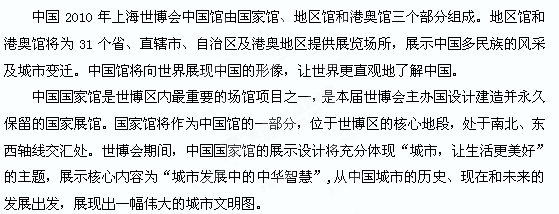 中国 2010 年上海世博会中国馆由国家馆、地区馆和港奥馆三个部分组成。地区馆和
港奥馆将为 31 个省、直辖市、自治区及港奥地区提供展览场所，展示中国多民族的风采
及城市变迁。中国馆将向世界展现中国的形像，让世界更直观地了解中国。
中国国家馆是世博区内最重要的场馆项目之一，是本届世博会主办国设计建造并永久
保留的国家展馆。国家馆将作为中国馆的一部分，位于世博区的核心地段，处于南北、东
西轴线交汇处。世博会期间，中国国家馆的展示设计将充分体现“城市，让生活更美好”
的主题，展示核心内容为“城市发展中的中华智慧”,从中国城市的历史、现在和未来的
发展出发，展现出一幅伟大的城市文明图。